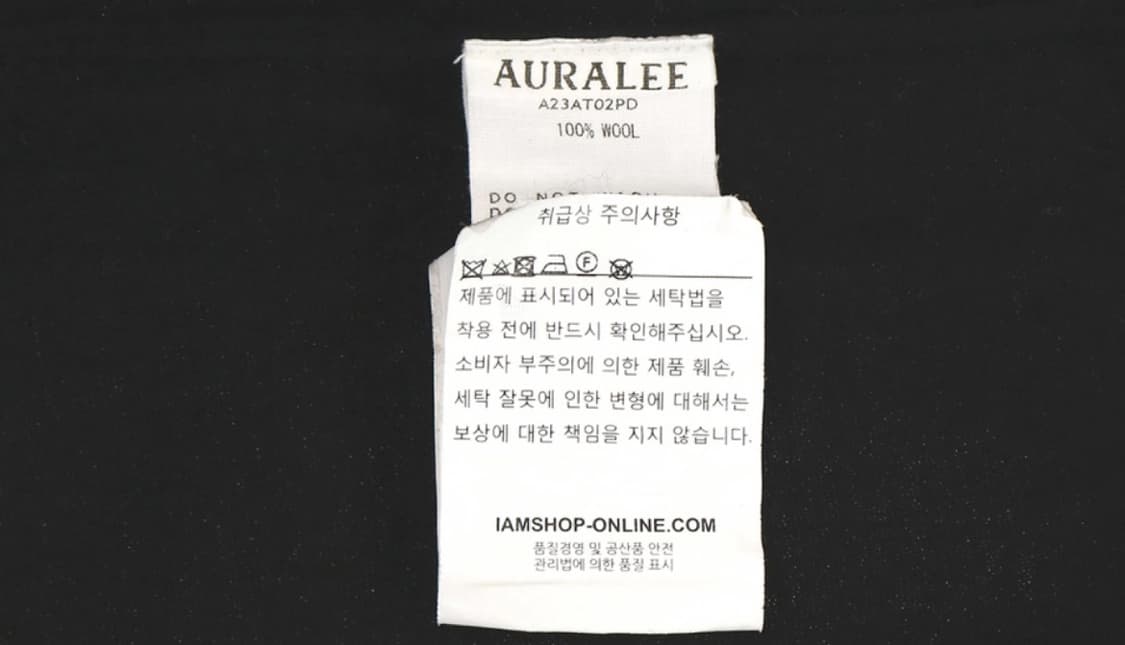 AURALEE
A23AT02PD
100% WOOL
DO NOT
취급상 주의사항
F
제품에 표시되어 있는 세탁법을
착용 전에 반드시 확인해주십시오.
소비자 부주의에 의한 제품 훼손,
세탁 잘못에 인한 변형에 대해서는
보상에 대한 책임을 지지 않습니다.
IAMSHOP-ONLINE.COM
품질경영 및 공산품 안전
관리법에 의한 품질 표시